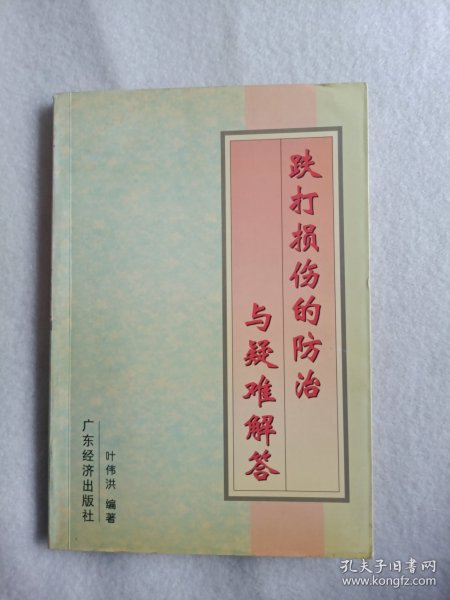 跌打损伤的防治
与疑难解答
叶伟洪 编著
广东经济出版社
孔夫子旧书网
www.kongfz.com